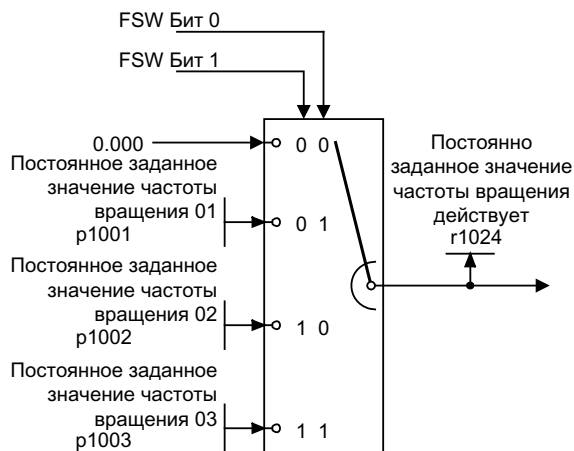 FSW Бит 0
FSW Бит 1
0.000
0 0
Постоянное заданное
значение частоты
вращения 01
p1001
0 1
Постоянное заданное
значение частоты
вращения 02
p1002
1 0
Постоянное заданное
значение частоты
вращения 03
p1003
1 1
Постоянно
заданное значение
частоты вращения
действует
r1024